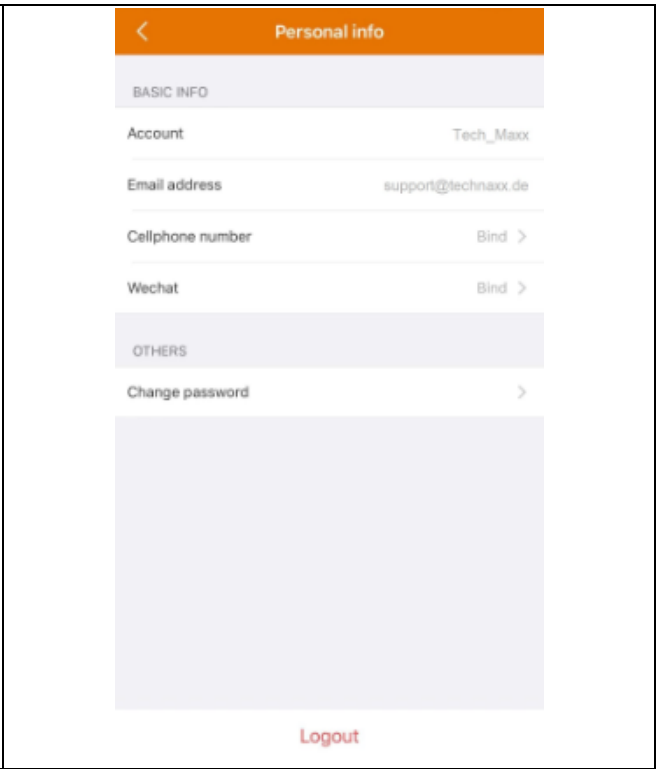 Personal info
BASIC INFO
Account Tech_Maxx
Email address support@technaxx.de
Cellphone number Bind >
Wechat Bind >
OTHERS
Change password >
Logout